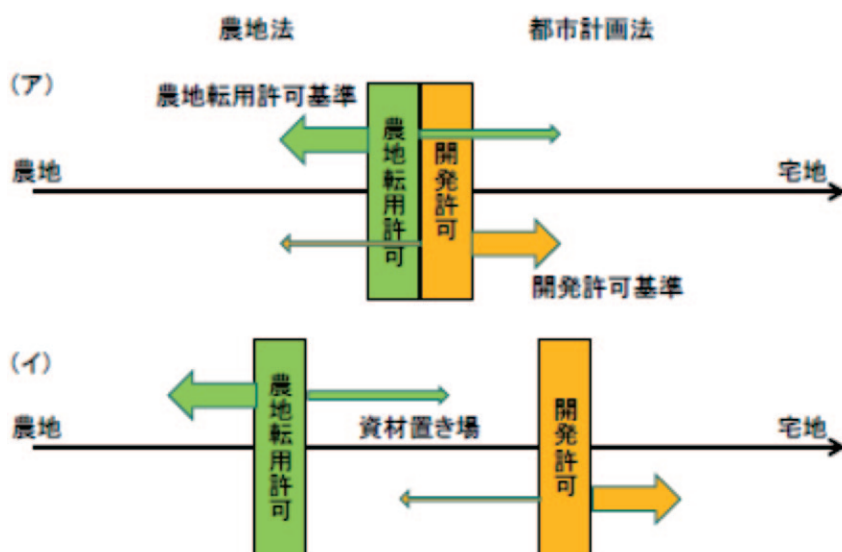 農地法
都市計画法
(ア)
農地転用許可基準
農地
農地転用許可
開発許可
宅地
開発許可基準
(イ)
農地
農地転用許可
資材置き場
開発許可
宅地